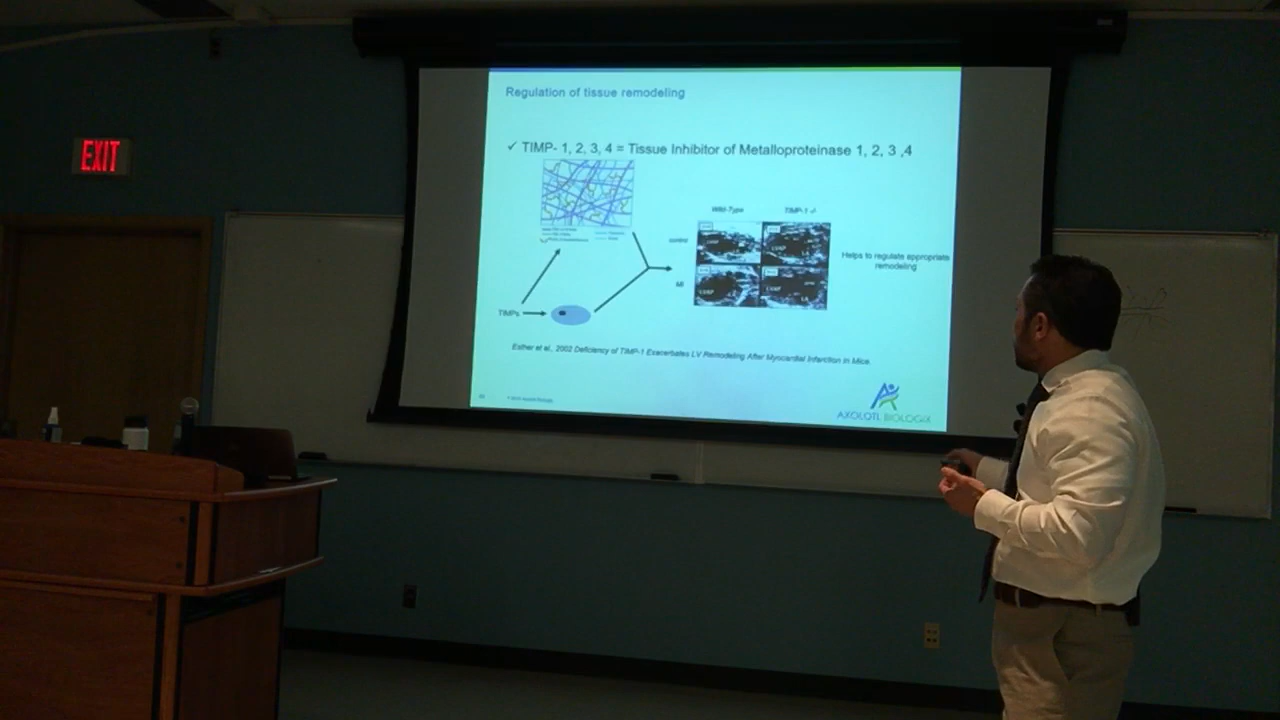 EXIT
Regulation of tissue remodeling
✓ TIMP- 1, 2, 3, 4 = Tissue Inhibitor of Metalloproteinase 1, 2, 3 ,4
Wild-Type TIMP-1 -/-
control
MI
Helps to regulate appropriate
remodeling
TIMPs
Esther et al., 2002 Deficiency of TIMP-1 Exacerbates LV Remodeling After Myocardial Infarction in Mice.
AXOLOTL BIOLOGIX